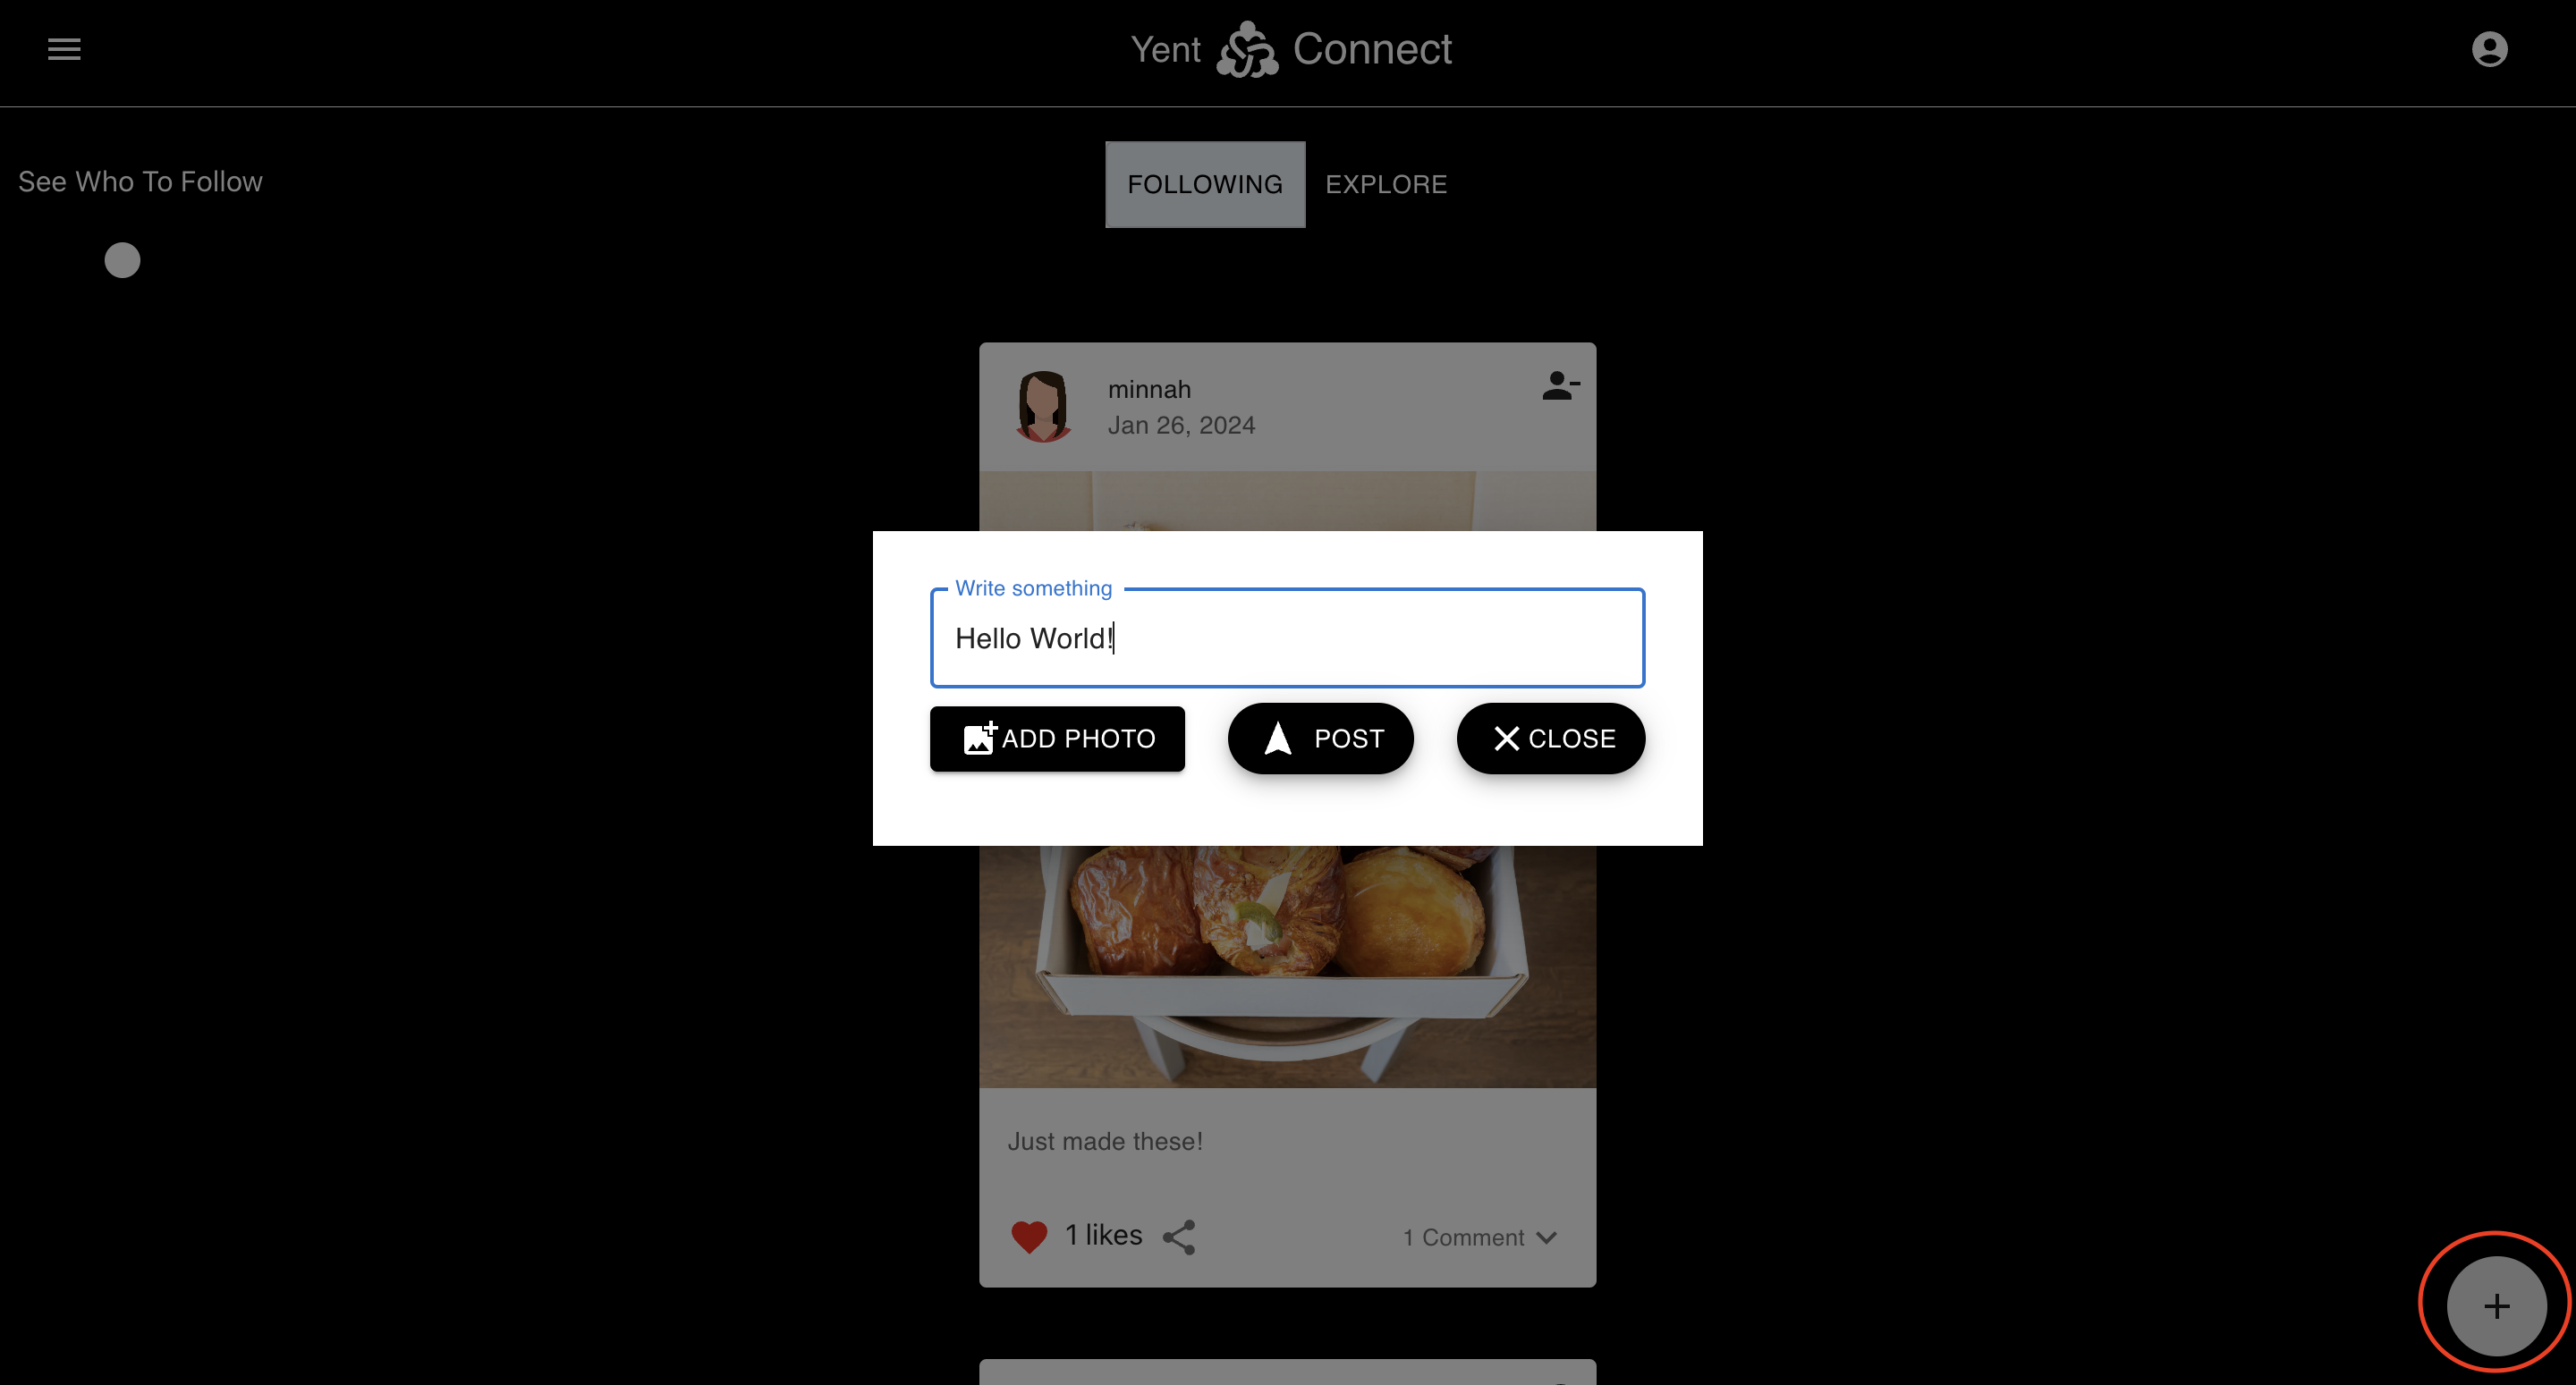 Yent Connect
See Who To Follow
FOLLOWING EXPLORE
minnah
Jan 26, 2024
Write something
Hello World!
ADD PHOTO POST CLOSE
Just made these!
1 likes 1 Comment